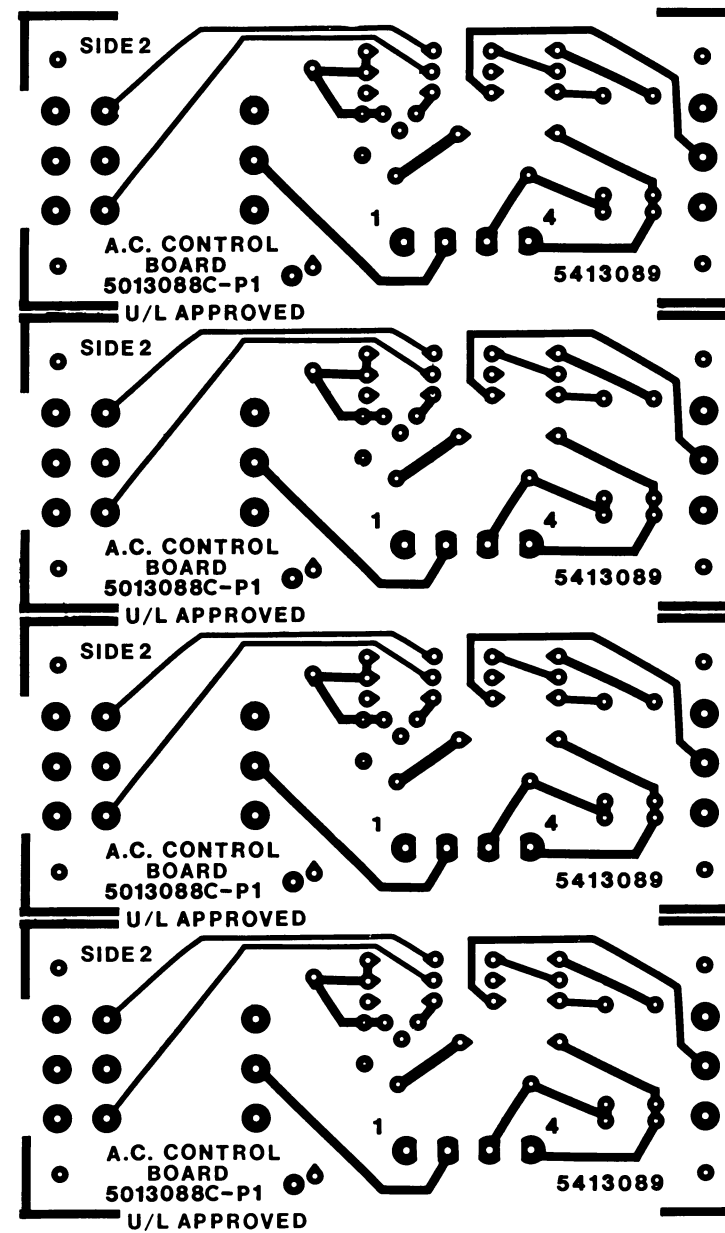 SIDE 2
1
4
A.C. CONTROL
BOARD
5013088C-P1
5413089
U/L APPROVED
SIDE 2
1
4
A.C. CONTROL
BOARD
5013088C-P1
5413089
U/L APPROVED
SIDE 2
1
4
A.C. CONTROL
BOARD
5013088C-P1
5413089
U/L APPROVED
SIDE 2
1
4
A.C. CONTROL
BOARD
5013088C-P1
5413089
U/L APPROVED